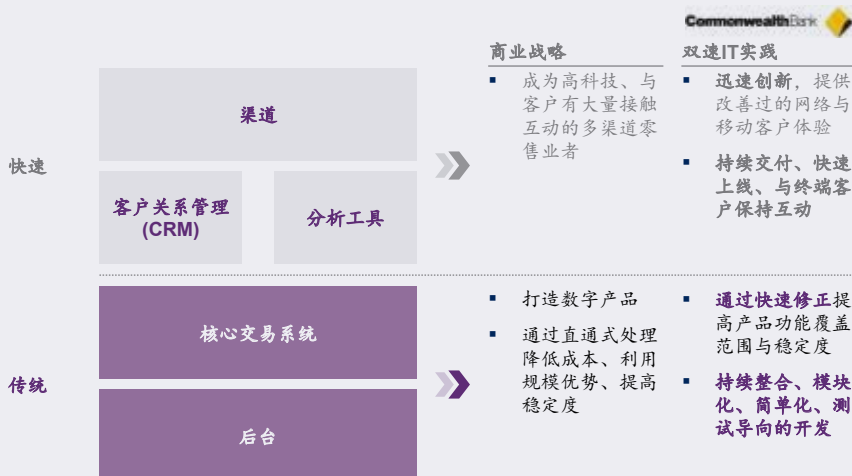 CommonwealthBank
商业战略
双速IT实践
快速
渠道
客户关系管理
(CRM)
分析工具
▪ 成为高科技、与
客户有大量接触
互动的多渠道零
售业者
▪ 迅速创新，提供
改善过的网络与
移动客户体验
▪ 持续交付、快速
上线、与终端客
户保持互动
传统
核心交易系统
后台
▪ 打造数字产品
▪ 通过直通式处理
降低成本、利用
规模优势、提高
稳定度
▪ 通过快速修正提
高产品功能覆盖
范围与稳定度
▪ 持续整合、模块
化、简单化、测
试导向的开发